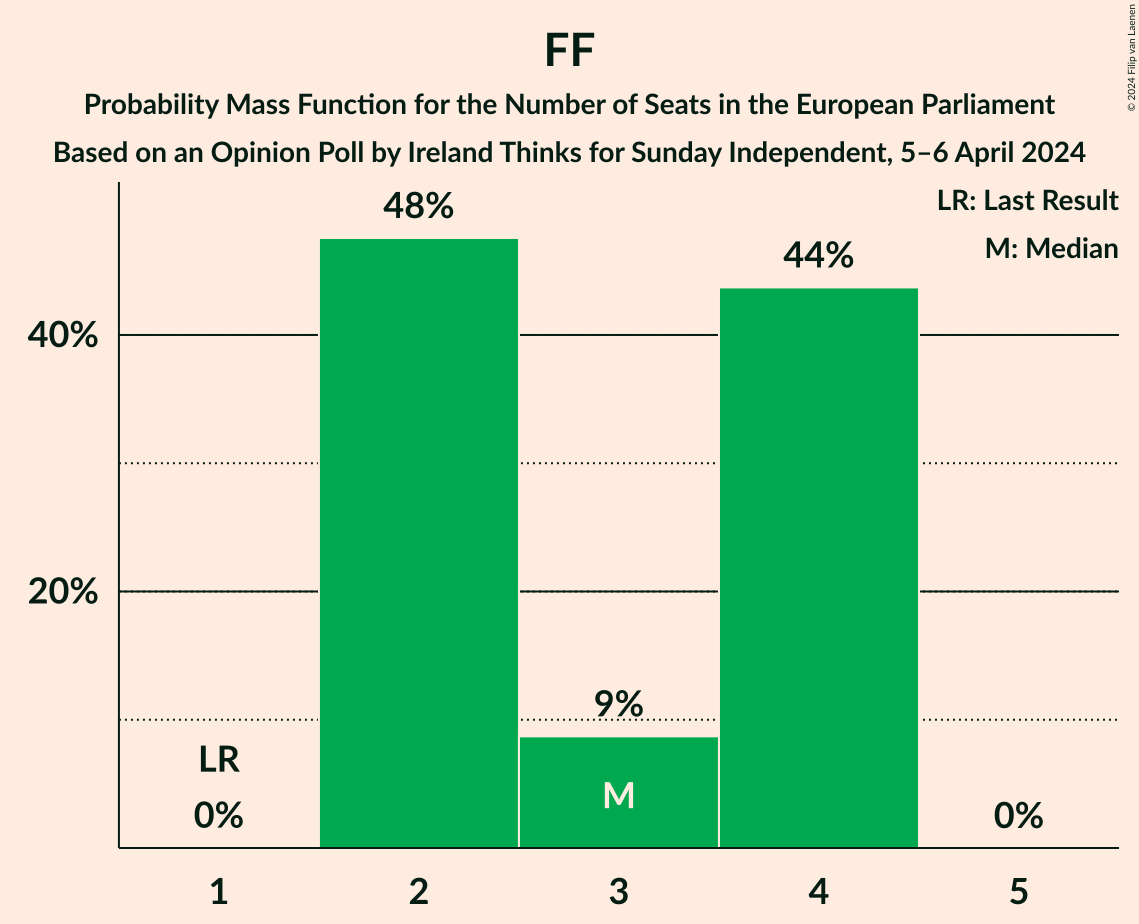 FF
Probability Mass Function for the Number of Seats in the European Parliament
Based on an Opinion Poll by Ireland Thinks for Sunday Independent, 5–6 April 2024
© 2024 Filip van Laenen
LR: Last Result
M: Median
48%
44%
40%
20%
9%
LR
M
0%
0%
1 2 3 4 5